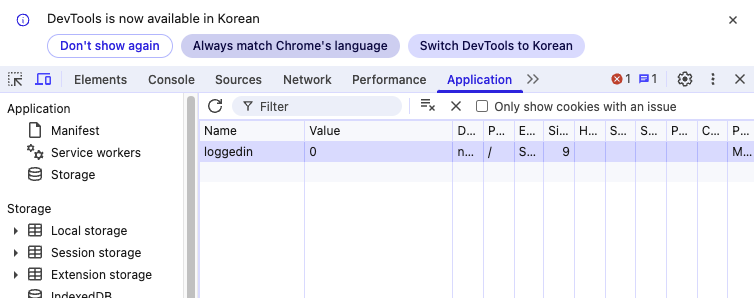 DevTools is now available in Korean
Don't show again Always match Chrome's language Switch DevTools to Korean
Elements Console Sources Network Performance Application 1 1
Application
Manifest
Service workers
Storage
Storage
Local storage
Session storage
Extension storage
IndexedDB
Filter Only show cookies with an issue
Name Value D... P... E... Si... H... S... S... P... C... P...
loggedin 0 n... / S... 9 M...